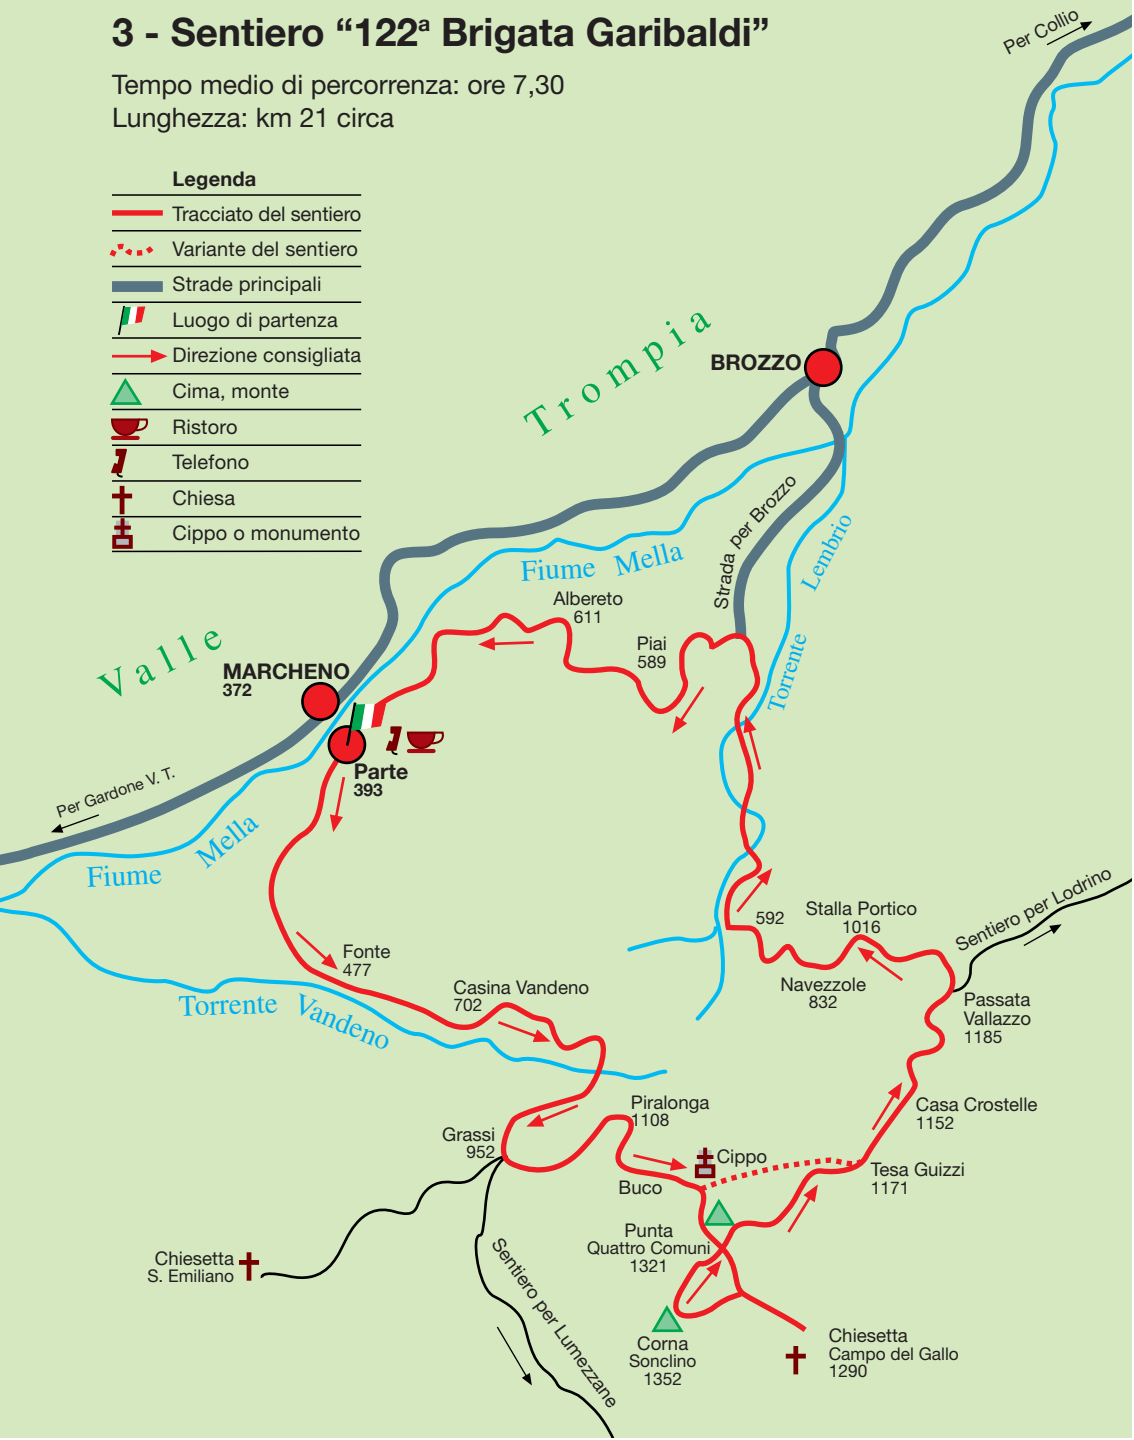 3 - Sentiero “122ª Brigata Garibaldi”
Tempo medio di percorrenza: ore 7,30
Lunghezza: km 21 circa
Legenda
Tracciato del sentiero
Variante del sentiero
Strade principali
Luogo di partenza
Direzione consigliata
Cima, monte
Ristoro
Telefono
Chiesa
Cippo o monumento
Per Collio
Valle Trompia
BROZZO
Strada per Brozzo
Fiume Mella
Torrente Lembrio
Albereto
611
Piai
589
MARCHENO
372
Parte
393
Per Gardone V. T.
Fiume Mella
Fonte
477
Torrente Vandeno
Casina Vandeno
702
592
Stalla Portico
1016
Navezzole
832
Sentiero per Lodrino
Passata
Vallazzo
1185
Casa Crostelle
1152
Piralonga
1108
Grassi
952
Cippo
Buco
Tesa Guizzi
1171
Punta
Quattro Comuni
1321
Chiesetta
S. Emiliano
Sentiero per Lumezzane
Corna
Sonclino
1352
Chiesetta
Campo del Gallo
1290